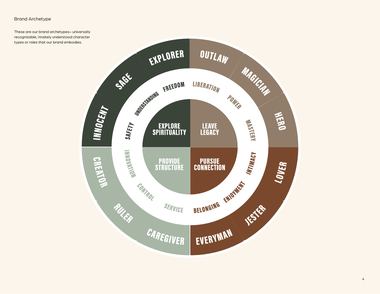 Brand Archetype
These are our brand archetypes– universally
recognizable, innately understood character
types or roles that our brand embodies.
INNOCENT
SAGE
EXPLORER
OUTLAW
MAGICIAN
HERO
LOVER
JESTER
EVERYMAN
CAREGIVER
RULER
CREATOR
SAFETY
UNDERSTANDING
FREEDOM
LIBERATION
POWER
MASTERY
INTIMACY
ENJOYMENT
BELONGING
SERVICE
CONTROL
INNOVATION
EXPLORE
SPIRITUALITY
LEAVE
LEGACY
PROVIDE
STRUCTURE
PURSUE
CONNECTION